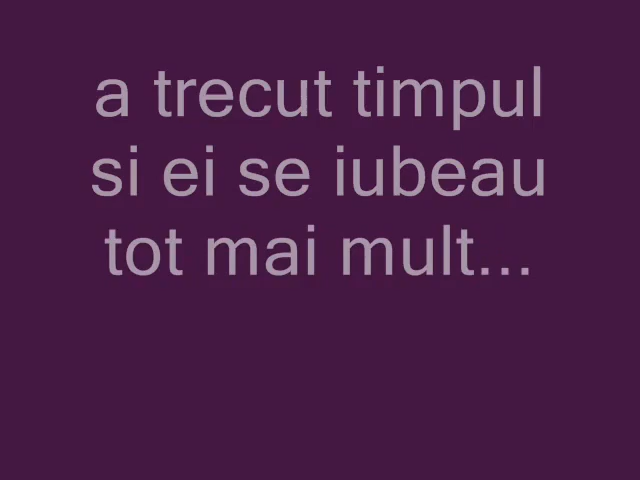 a trecut timpul
si ei se iubeau
tot mai mult...